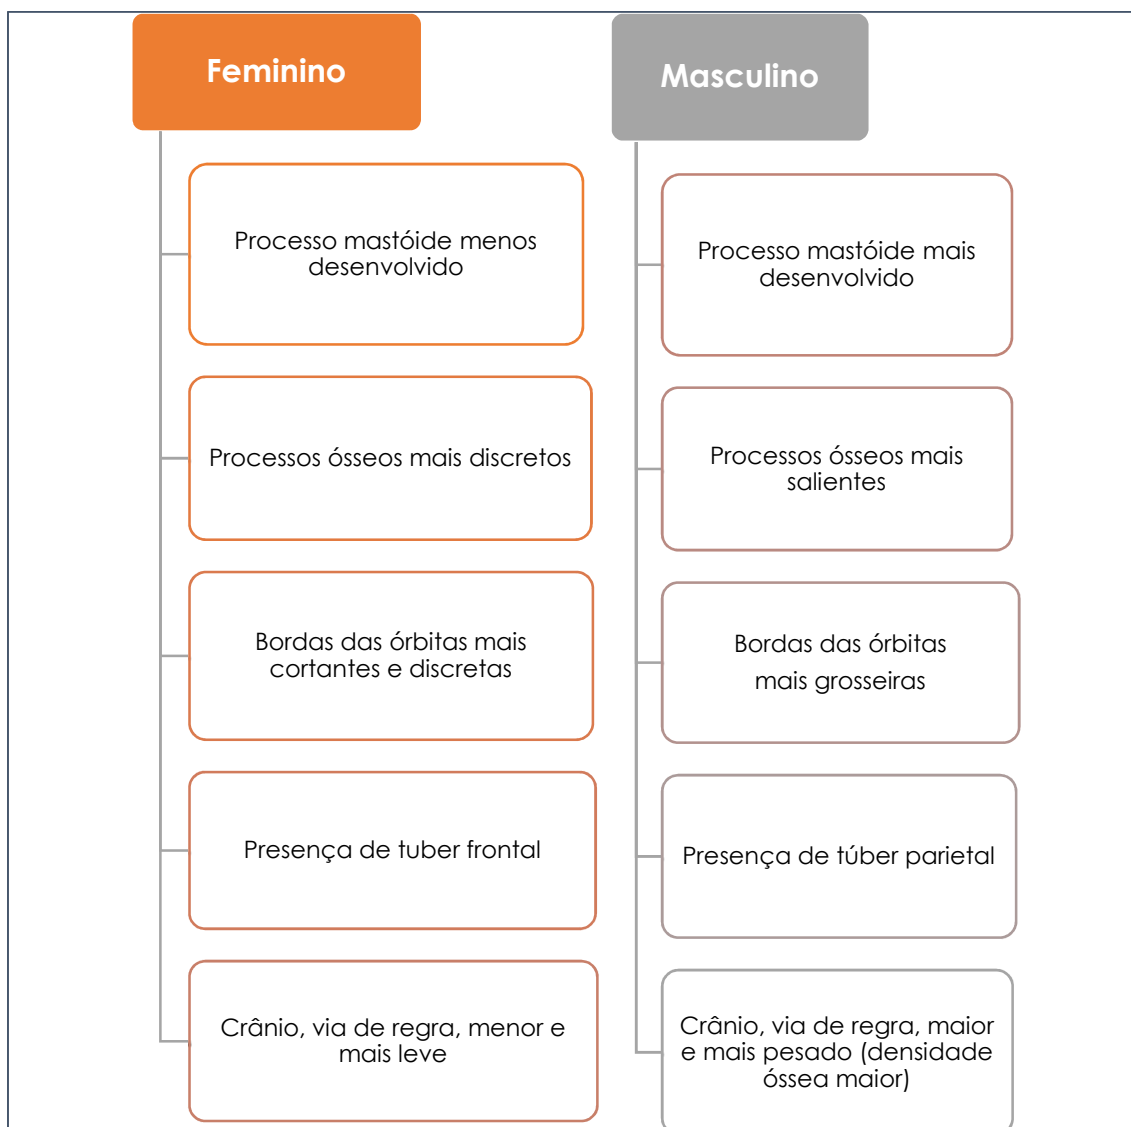 Feminino
Processo mastóide menos
desenvolvido
Processos ósseos mais discretos
Bordas das órbitas mais
cortantes e discretas
Presença de tuber frontal
Crânio, via de regra, menor e
mais leve
Masculino
Processo mastóide mais
desenvolvido
Processos ósseos mais
salientes
Bordas das órbitas
mais grosseiras
Presença de túber parietal
Crânio, via de regra, maior
e mais pesado (densidade
óssea maior)